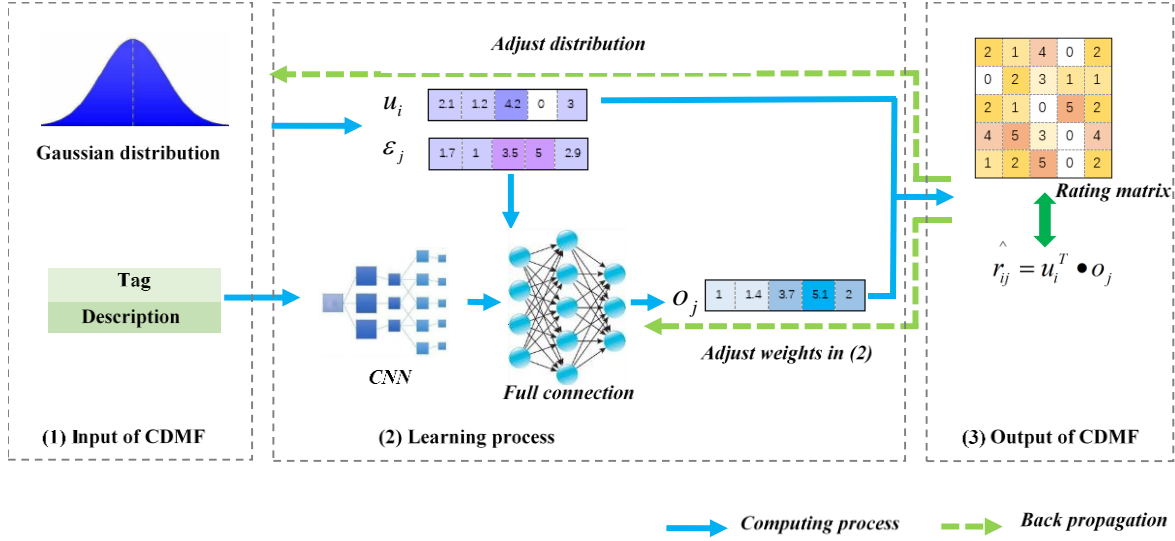 Adjust distribution
Gaussian distribution
u_i 2.1 1.2 4.2 0 3
ε_j 1.7 1 3.5 5 2.9
2 1 4 0 2
0 2 3 1 1
2 1 0 5 2
4 5 3 0 4
1 2 5 0 2
Rating matrix
\hat{r_{ij}} = u_i^T ● o_j
Tag
Description
CNN
Full connection
O_j 1 1.4 3.7 5.1 2
Adjust weights in (2)
(1) Input of CDMF
(2) Learning process
(3) Output of CDMF
Computing process
Back propagation